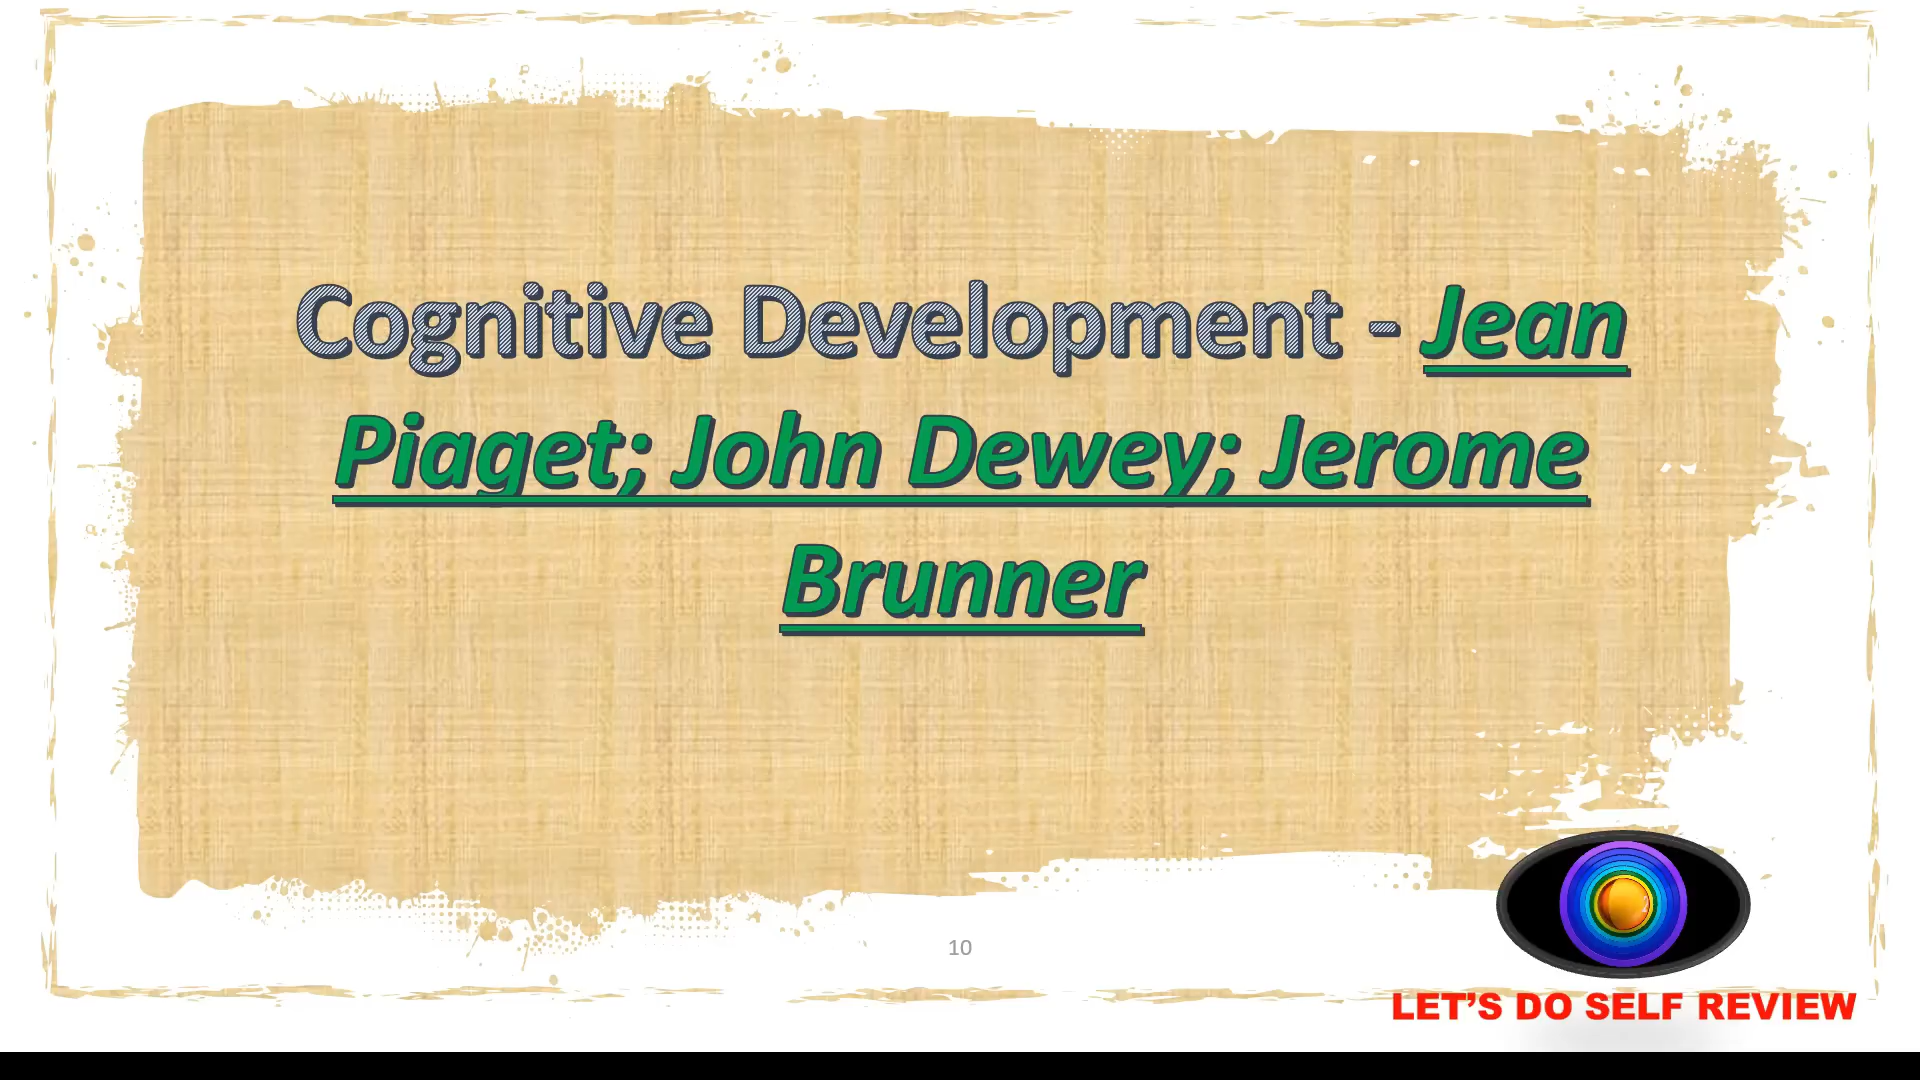 Cognitive Development - Jean
Piaget; John Dewey; Jerome
Brunner
10
LET’S DO SELF REVIEW